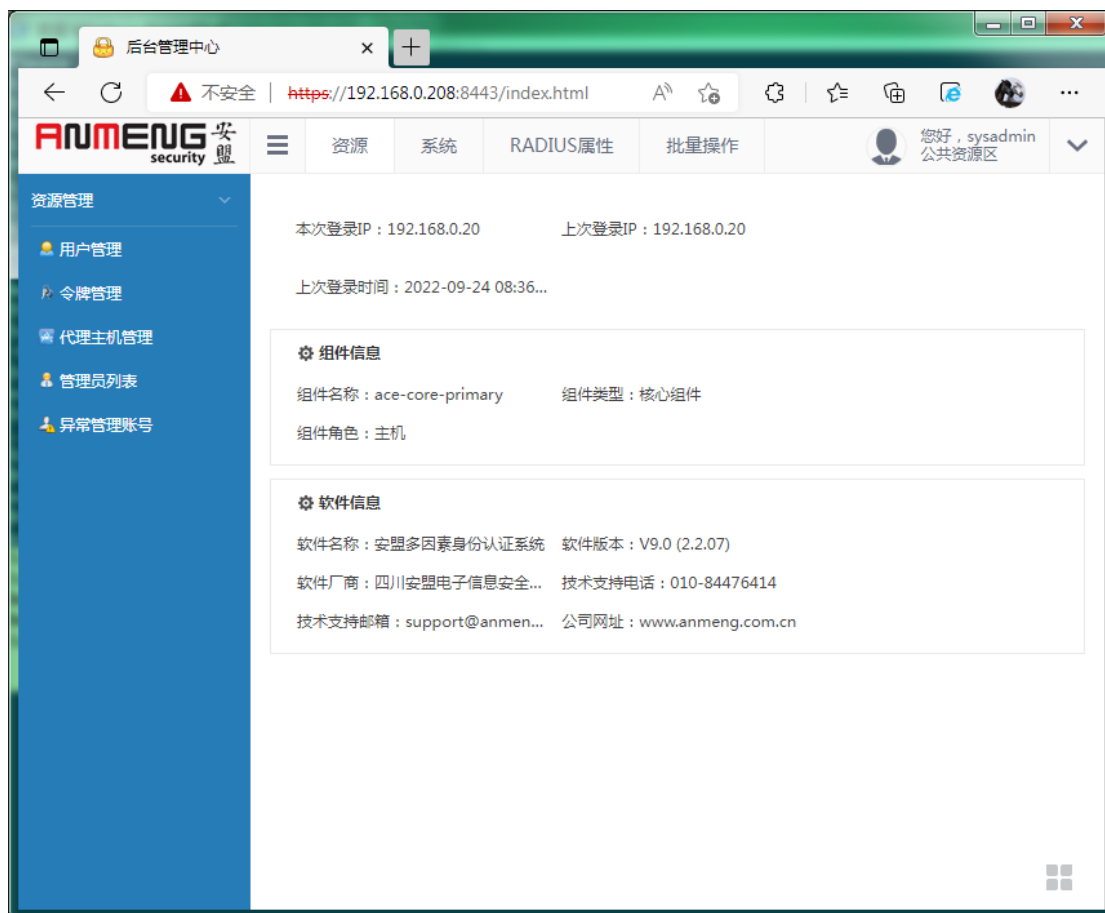 后台管理中心
不安全 https://192.168.0.208:8443/index.html
ANMENG security 安盟
资源 系统 RADIUS属性 批量操作
您好，sysadmin
公共资源区
资源管理
用户管理
令牌管理
代理主机管理
管理员列表
异常管理账号
本次登录IP：192.168.0.20 上次登录IP：192.168.0.20
上次登录时间：2022-09-24 08:36...
组件信息
组件名称：ace-core-primary 组件类型：核心组件
组件角色：主机
软件信息
软件名称：安盟多因素身份认证系统 软件版本：V9.0 (2.2.07)
软件厂商：四川安盟电子信息安全... 技术支持电话：010-84476414
技术支持邮箱：support@anmen... 公司网址：www.anmeng.com.cn